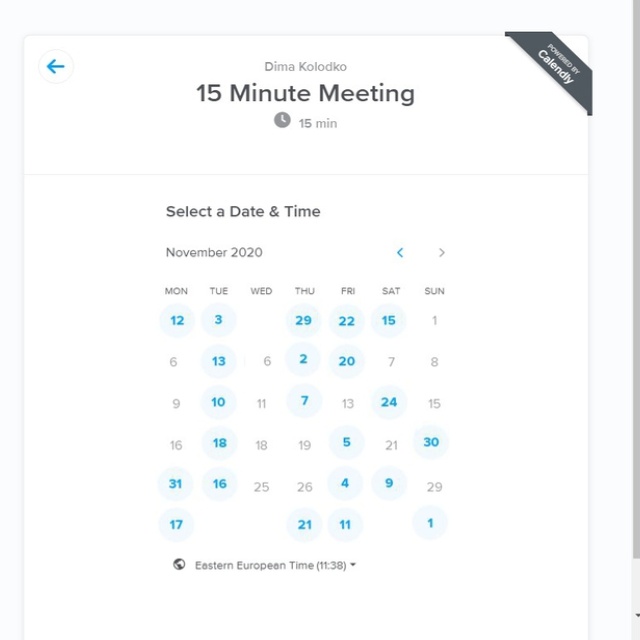 POWERED BY
Calendly
Dima Kolodko
15 Minute Meeting
15 min
Select a Date & Time
November 2020
MON TUE WED THU FRI SAT SUN
12 3 29 22 15 1
6 13 6 2 20 7 8
9 10 11 7 13 24 15
16 18 18 19 5 21 30
31 16 25 26 4 9 29
17 21 11 1
Eastern European Time (11:38)